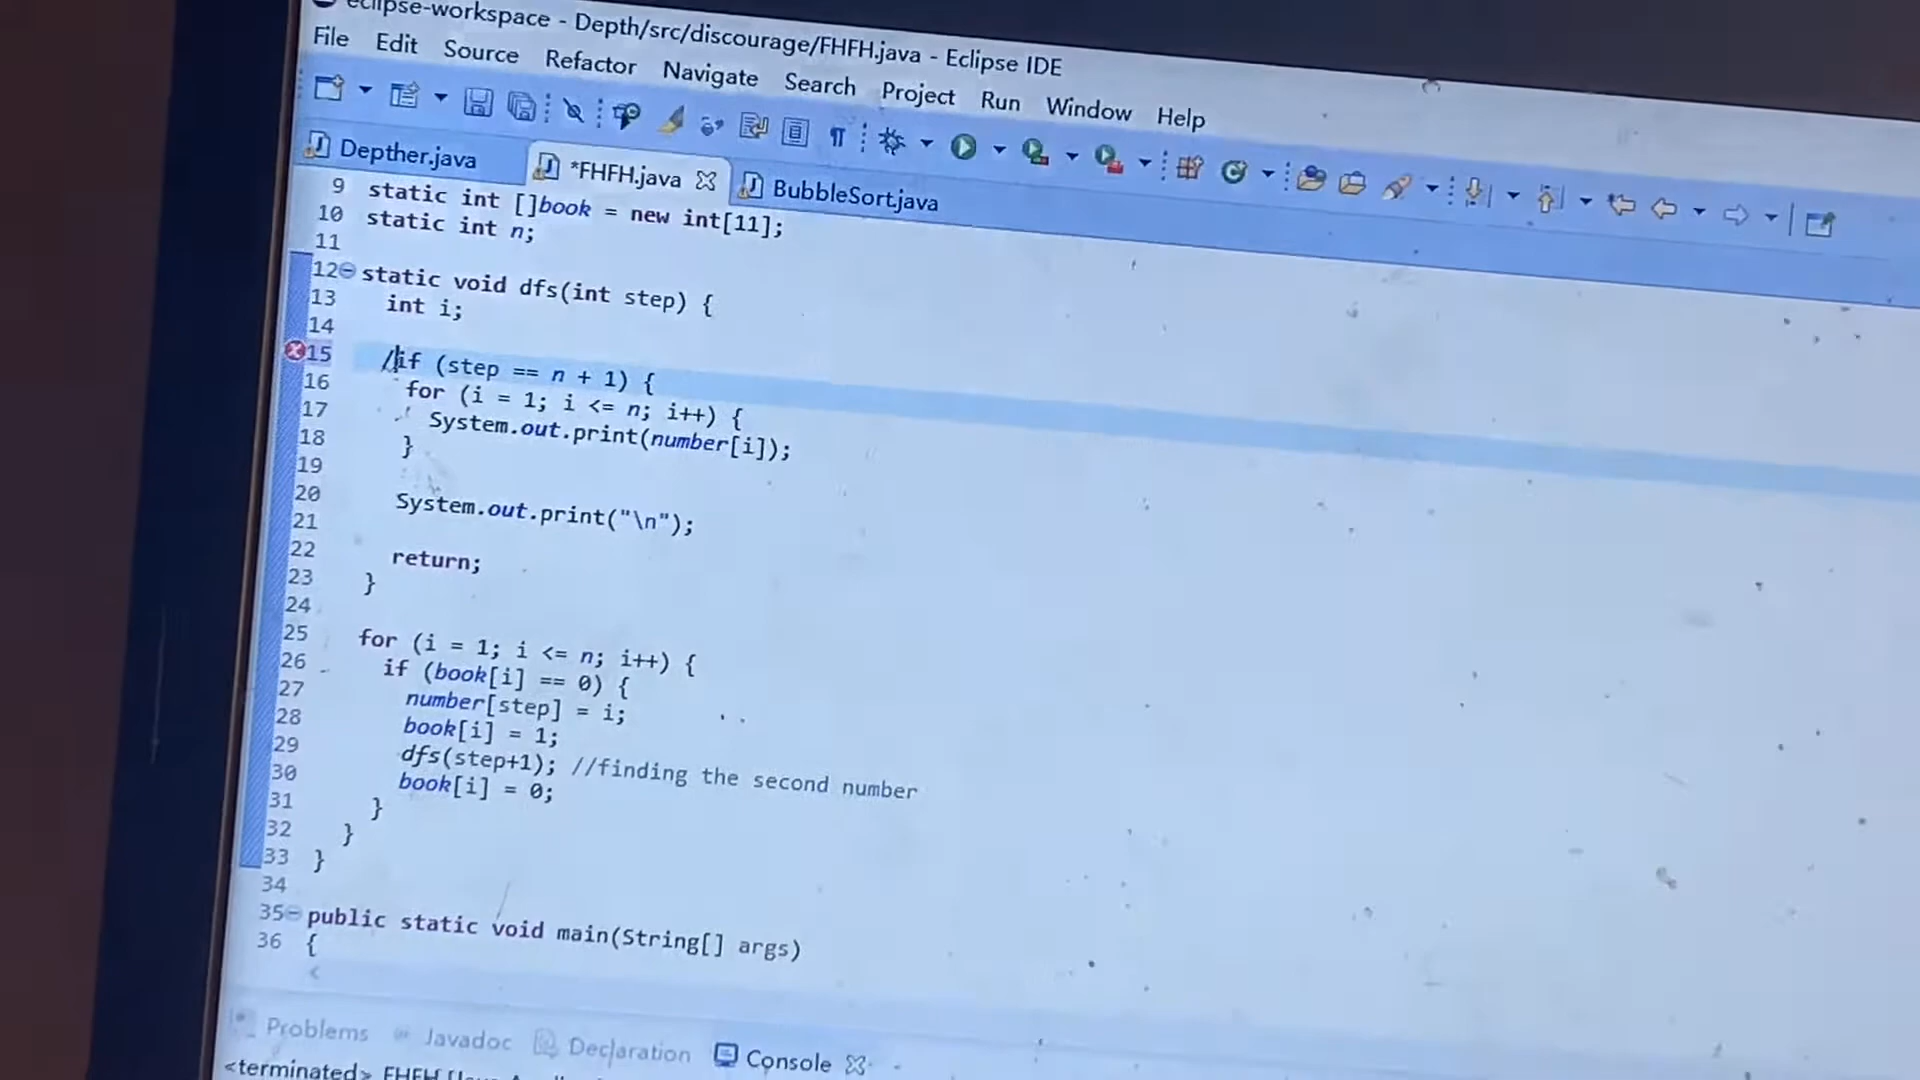 eclipse-workspace - Depth/src/discourage/FHFH.java - Eclipse IDE
File Edit Source Refactor Navigate Search Project Run Window Help
Depther.java *FHFH.java BubbleSort.java
9 static int []book = new int[11];
10 static int n;
11
12 static void dfs(int step) {
13 int i;
14
15 /if (step == n + 1) {
16 for (i = 1; i <= n; i++) {
17 System.out.print(number[i]);
18 }
19
20 System.out.print("\n");
21
22 return;
23 }
24
25 for (i = 1; i <= n; i++) {
26 if (book[i] == 0) {
27 number[step] = i;
28 book[i] = 1;
29 dfs(step+1); //finding the second number
30 book[i] = 0;
31 }
32 }
33 }
34
35 public static void main(String[] args)
36 {
Problems Javadoc Declaration Console
<terminated> FHFH